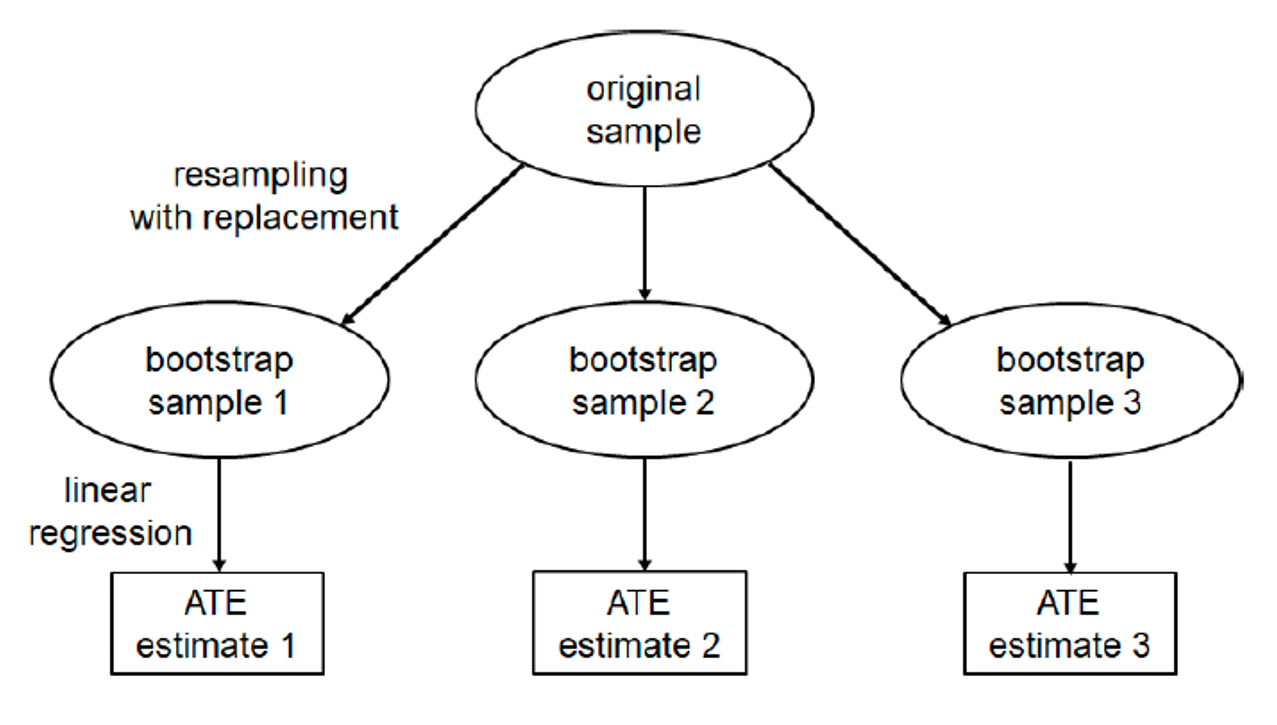 original
sample
resampling
with replacement
bootstrap
sample 1
bootstrap
sample 2
bootstrap
sample 3
linear
regression
ATE
estimate 1
ATE
estimate 2
ATE
estimate 3